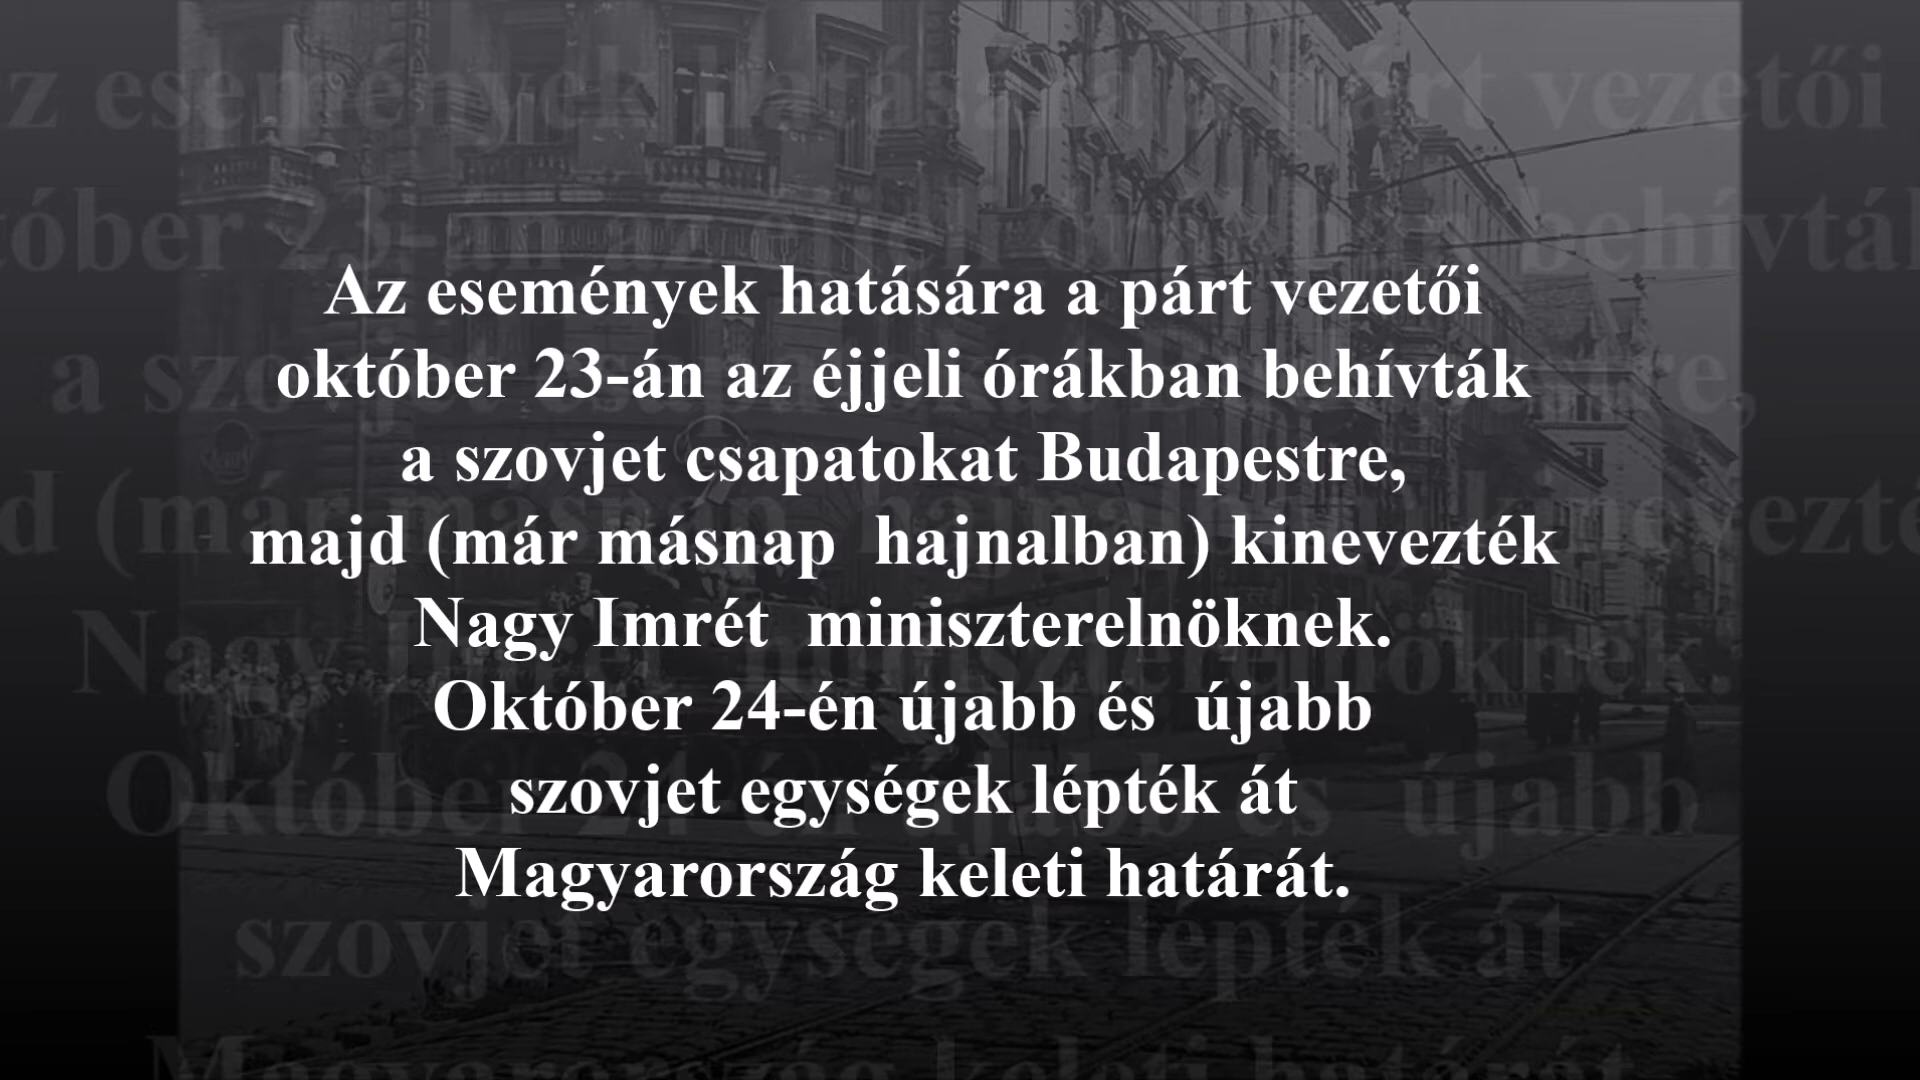 Az események hatására a párt vezetői
október 23-án az éjjeli órákban behívták
a szovjet csapatokat Budapestre,
majd (már másnap hajnalban) kinevezték
Nagy Imrét miniszterelnöknek.
Október 24-én újabb és újabb
szovjet egységek lépték át
Magyarország keleti határát.